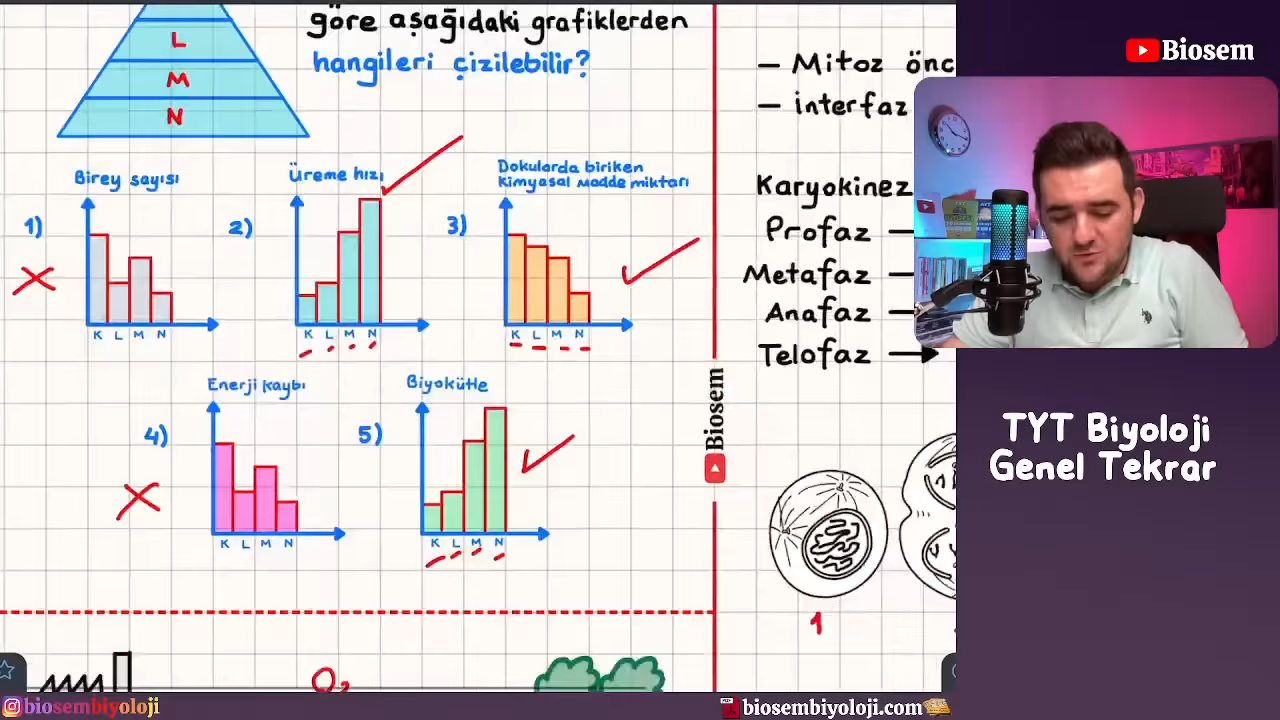 L
M
N
göre aşağıdaki grafiklerden
hangileri çizilebilir?
Birey sayısı
1)
K L M N
Üreme hızı
2)
K L M N
Dokularda biriken
Kimyasal madde miktarı
3)
K L M N
Enerji kaybı
4)
K L M N
Biyokütle
5)
K L M N
O₂
Biosem
– Mitoz önc
– interfaz
Karyokinez
Profaz
Metafaz
Anafaz
Telofaz
1
Biosem
TYT Biyoloji
Genel Tekrar
biosembiyoloji
biosembiyoloji.com